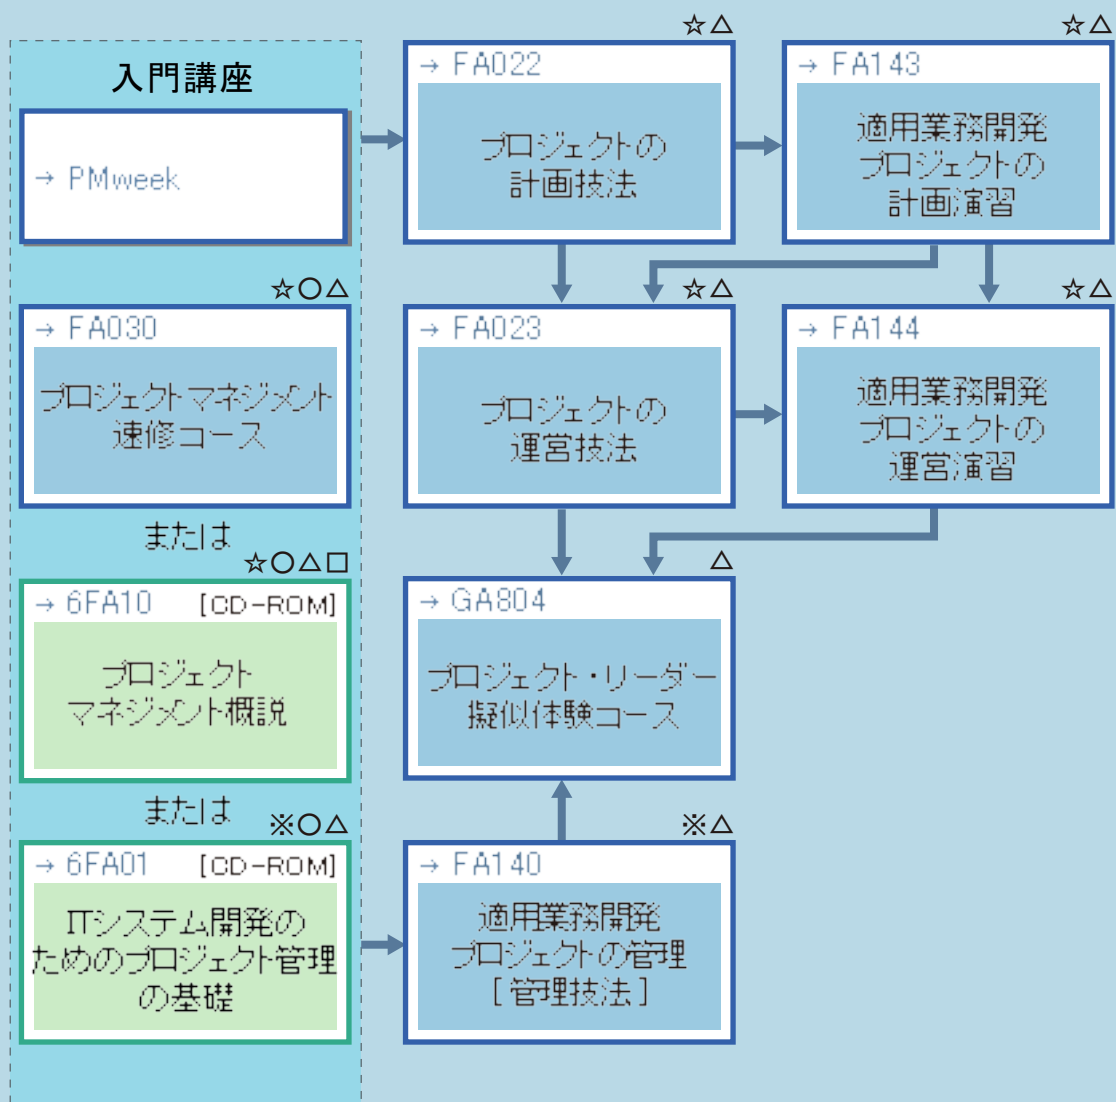 入門講座
→ PMweek
☆○△
→ FA030
プロジェクトマネジメント
速修コース
または
☆○△□
→ 6FA10 [CD-ROM]
プロジェクト
マネジメント概説
または
※○△
→ 6FA01 [CD-ROM]
ITシステム開発の
ためのプロジェクト管理
の基礎
☆△
→ FA022
プロジェクトの
計画技法
☆△
→ FA143
適用業務開発
プロジェクトの
計画演習
☆△
→ FA023
プロジェクトの
運営技法
☆△
→ FA144
適用業務開発
プロジェクトの
運営演習
△
→ GA804
プロジェクト・リーダー
擬似体験コース
※△
→ FA140
適用業務開発
プロジェクトの管理
[管理技法]